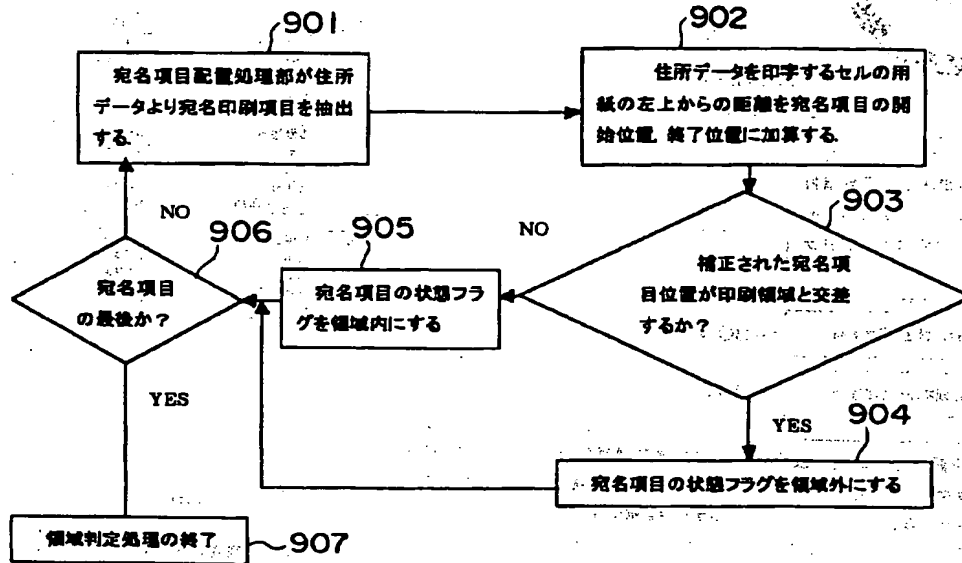 901
宛名項目配置処理部が住所
データより宛名印刷項目を抽出
する.
902
住所データを印字するセルの用
紙の左上からの距離を宛名項目の開
始位置, 終了位置に加算する.
903
補正された宛名項
目位置が印刷領域と交差
するか?
NO
YES
904
宛名項目の状態フラグを領域外にする
905
宛名項目の状態フラ
グを領域内にする
906
宛名項目
の最後か?
NO
YES
領域判定処理の終了
907